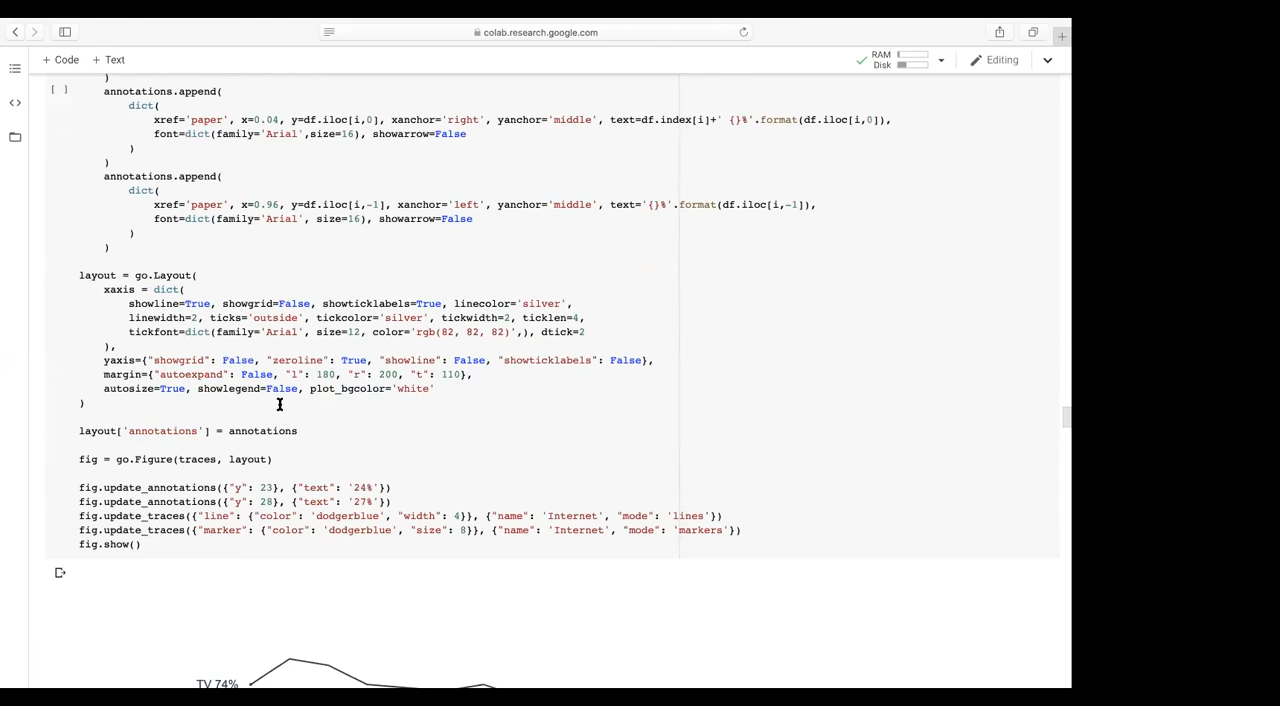 colab.research.google.com
+ Code + Text
RAM
Disk
Editing
)
[ ] annotations.append(
dict(
xref='paper', x=0.04, y=df.iloc[i,0], xanchor='right', yanchor='middle', text=df.index[i]+' {}%'.format(df.iloc[i,0]),
font=dict(family='Arial',size=16), showarrow=False
)
)
annotations.append(
dict(
xref='paper', x=0.96, y=df.iloc[i,-1], xanchor='left', yanchor='middle', text='{}%'.format(df.iloc[i,-1]),
font=dict(family='Arial', size=16), showarrow=False
)
)
layout = go.Layout(
xaxis = dict(
showline=True, showgrid=False, showticklabels=True, linecolor='silver',
linewidth=2, ticks='outside', tickcolor='silver', tickwidth=2, ticklen=4,
tickfont=dict(family='Arial', size=12, color='rgb(82, 82, 82)',), dtick=2
),
yaxis={"showgrid": False, "zeroline": True, "showline": False, "showticklabels": False},
margin={"autoexpand": False, "l": 180, "r": 200, "t": 110},
autosize=True, showlegend=False, plot_bgcolor='white'
)
layout['annotations'] = annotations
fig = go.Figure(traces, layout)
fig.update_annotations({"y": 23}, {"text": '24%'})
fig.update_annotations({"y": 28}, {"text": '27%'})
fig.update_traces({"line": {"color": 'dodgerblue', "width": 4}}, {"name": 'Internet', "mode": 'lines'})
fig.update_traces({"marker": {"color": 'dodgerblue', "size": 8}}, {"name": 'Internet', "mode": 'markers'})
fig.show()
TV 74%